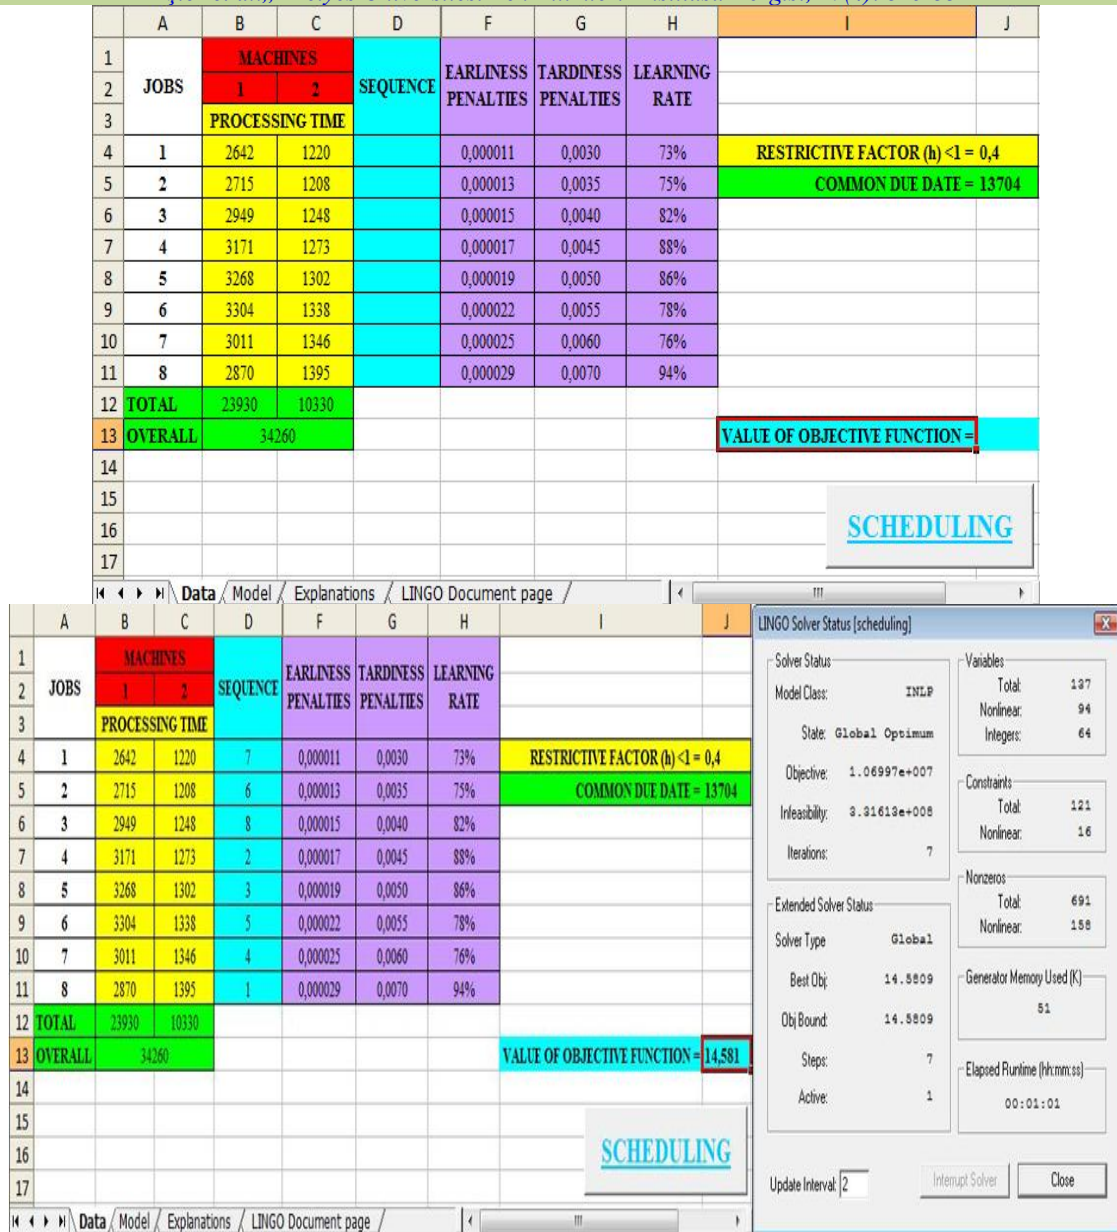 A B C D F G H I J
1 MACHINES
2 JOBS 1 2 SEQUENCE EARLINESS PENALTIES TARDINESS PENALTIES LEARNING RATE
3 PROCESSING TIME
4 1 2642 1220 0,000011 0,0030 73% RESTRICTIVE FACTOR (h) <1 = 0,4
5 2 2715 1208 0,000013 0,0035 75% COMMON DUE DATE = 13704
6 3 2949 1248 0,000015 0,0040 82%
7 4 3171 1273 0,000017 0,0045 88%
8 5 3268 1302 0,000019 0,0050 86%
9 6 3304 1338 0,000022 0,0055 78%
10 7 3011 1346 0,000025 0,0060 76%
11 8 2870 1395 0,000029 0,0070 94%
12 TOTAL 23930 10330
13 OVERALL 34260 VALUE OF OBJECTIVE FUNCTION =
14
15
16 SCHEDULING
17
Data / Model / Explanations / LINGO Document page /
A B C D F G H I J
1 MACHINES
2 JOBS 1 2 SEQUENCE EARLINESS PENALTIES TARDINESS PENALTIES LEARNING RATE
3 PROCESSING TIME
4 1 2642 1220 7 0,000011 0,0030 73% RESTRICTIVE FACTOR (h) <1 = 0,4
5 2 2715 1208 6 0,000013 0,0035 75% COMMON DUE DATE = 13704
6 3 2949 1248 8 0,000015 0,0040 82%
7 4 3171 1273 2 0,000017 0,0045 88%
8 5 3268 1302 3 0,000019 0,0050 86%
9 6 3304 1338 5 0,000022 0,0055 78%
10 7 3011 1346 4 0,000025 0,0060 76%
11 8 2870 1395 1 0,000029 0,0070 94%
12 TOTAL 23930 10330
13 OVERALL 34260 VALUE OF OBJECTIVE FUNCTION = 14,581
14
15
16 SCHEDULING
17
Data / Model / Explanations / LINGO Document page /
LINGO Solver Status [scheduling]
Solver Status
Model Class: INLP
State: Global Optimum
Objective: 1.06997e+007
Infeasibility: 3.31613e+008
Iterations: 7
Extended Solver Status
Solver Type Global
Best Obj: 14.5809
Obj Bound: 14.5809
Steps: 7
Active: 1
Update Interval: 2
Variables
Total: 137
Nonlinear: 94
Integers: 64
Constraints
Total: 121
Nonlinear: 16
Nonzeros
Total: 691
Nonlinear: 158
Generator Memory Used (K)
51
Elapsed Runtime (hh:mm:ss)
00:01:01
Interrupt Solver Close